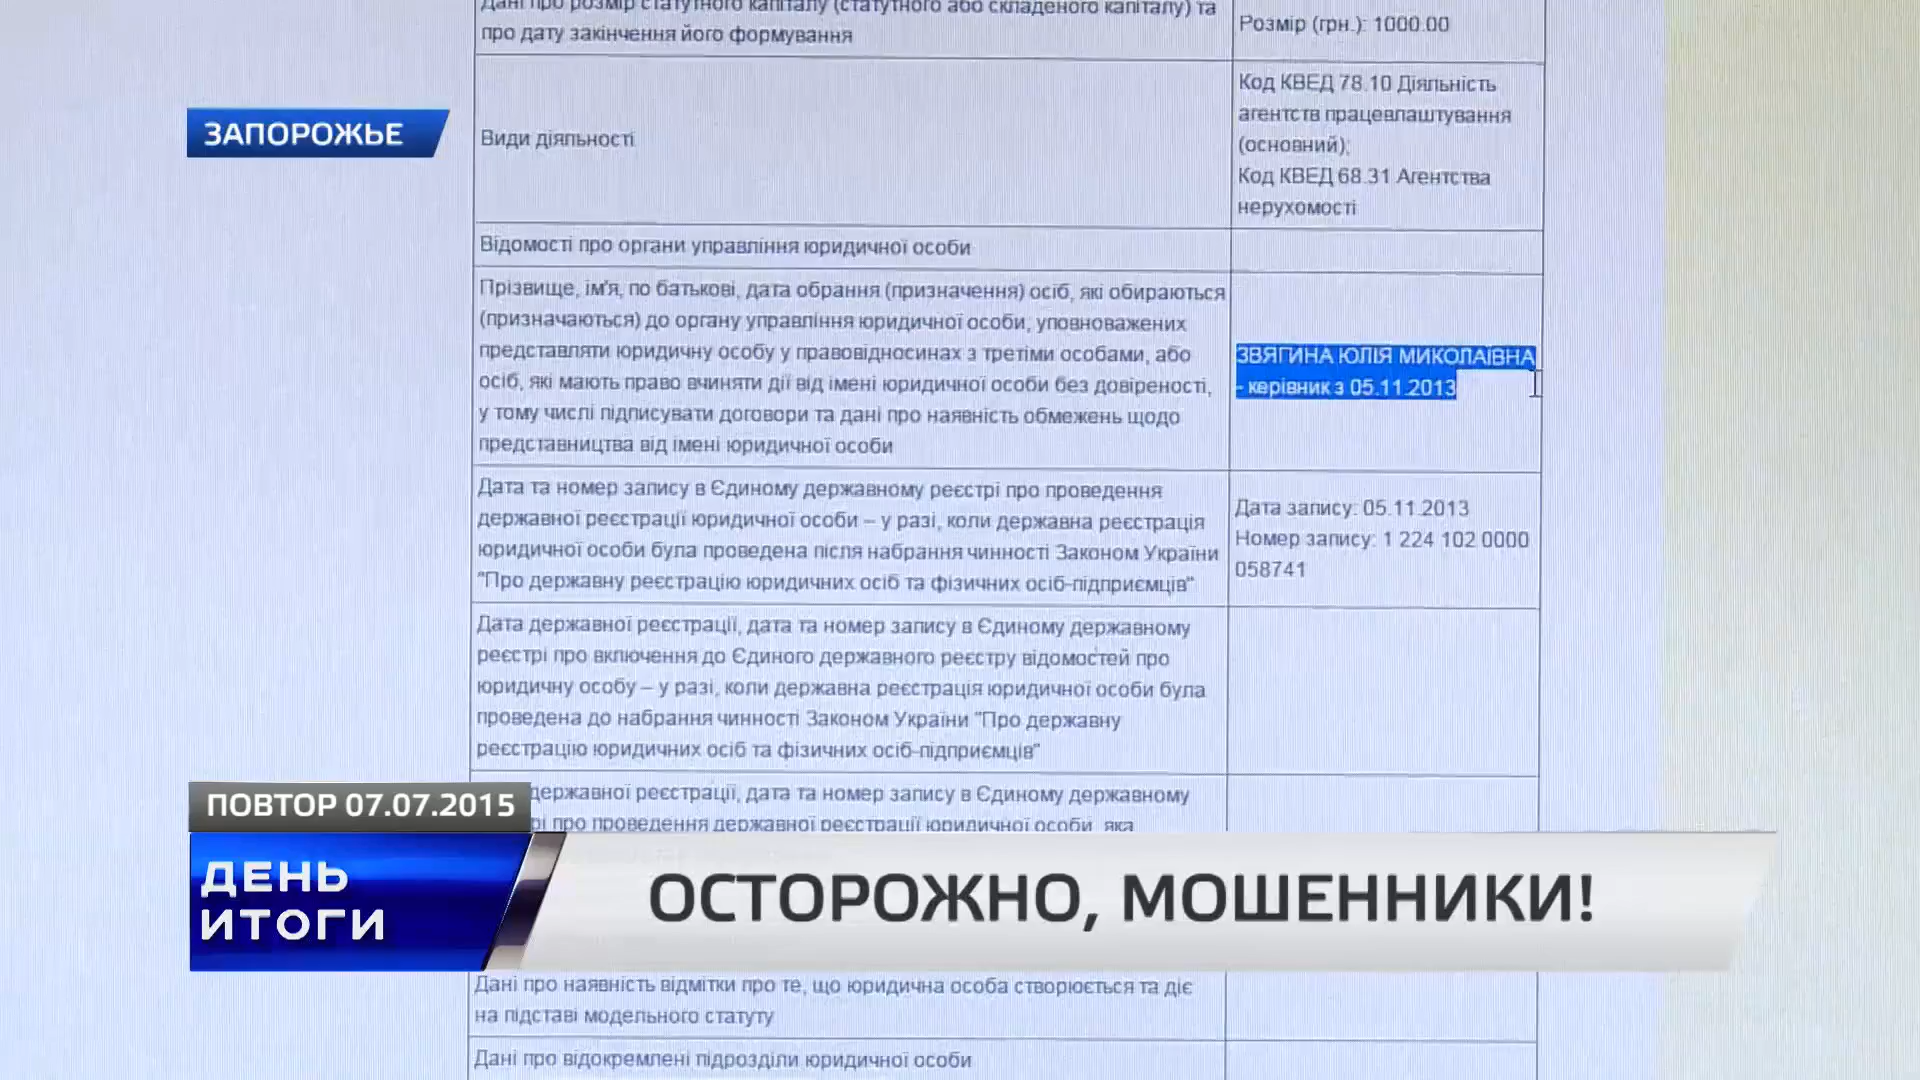 Дані про розмір статутного капіталу (статутного або складеного капіталу) та
про дату закінчення його формування
Розмір (грн.): 1000.00
ЗАПОРОЖЬЕ
Види діяльності
Код КВЕД 78.10 Діяльність
агентств працевлаштування
(основний);
Код КВЕД 68.31 Агентства
нерухомості
Відомості про органи управління юридичної особи
Прізвище, ім'я, по батькові, дата обрання (призначення) осіб, які обираються
(призначаються) до органу управління юридичної особи, уповноважених
представляти юридичну особу у правовідносинах з третіми особами, або
осіб, які мають право вчиняти дії від імені юридичної особи без довіреності,
у тому числі підписувати договори та дані про наявність обмежень щодо
представництва від імені юридичної особи
ЗВЯГИНА ЮЛІЯ МИКОЛАЇВНА
- керівник з 05.11.2013
Дата та номер запису в Єдиному державному реєстрі про проведення
державної реєстрації юридичної особи – у разі, коли державна реєстрація
юридичної особи була проведена після набрання чинності Законом України
"Про державну реєстрацію юридичних осіб та фізичних осіб-підприємців"
Дата запису: 05.11.2013
Номер запису: 1 224 102 0000
058741
Дата державної реєстрації, дата та номер запису в Єдиному державному
реєстрі про включення до Єдиного державного реєстру відомостей про
юридичну особу – у разі, коли державна реєстрація юридичної особи була
проведена до набрання чинності Законом України "Про державну
реєстрацію юридичних осіб та фізичних осіб-підприємців"
державної реєстрації, дата та номер запису в Єдиному державному
про проведення державної реєстрації юридичної особи, яка
ПОВТОР 07.07.2015
ДЕНЬ
ИТОГИ
ОСТОРОЖНО, МОШЕННИКИ!
Дані про наявність відмітки про те, що юридична особа створюється та діє
на підставі модельного статуту
Дані про відокремлені підрозділи юридичної особи